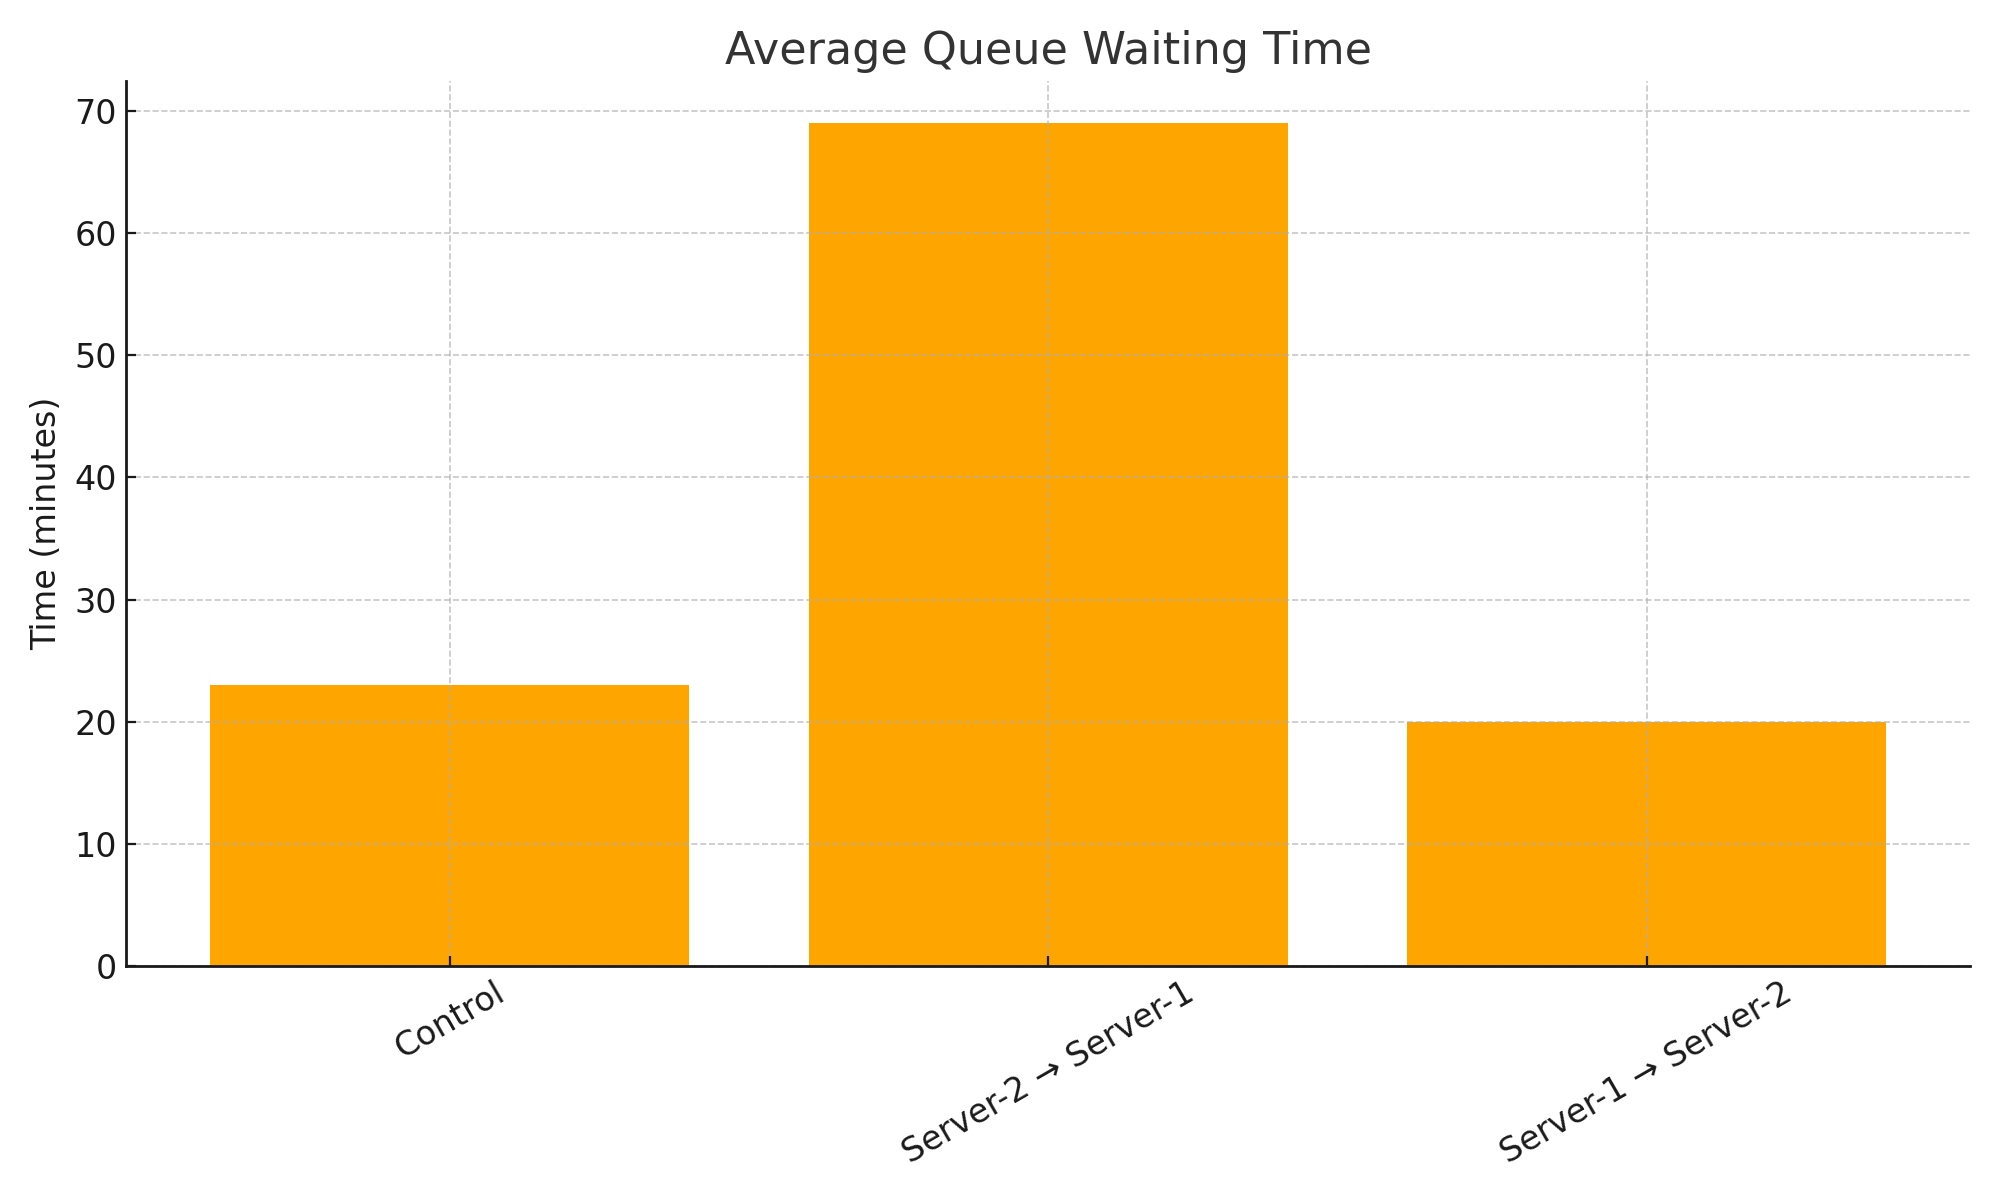 Average Queue Waiting Time
Time (minutes)
70
60
50
40
30
20
10
0
Control
Server-2 → Server-1
Server-1 → Server-2